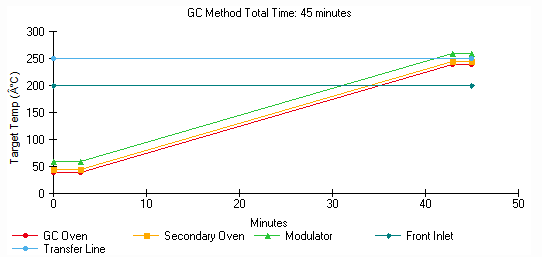 GC Method Total Time: 45 minutes
300
250
200
150
100
50
0
Target Temp (Â°C)
0 10 20 30 40 50
Minutes
GC Oven Secondary Oven Modulator Front Inlet
Transfer Line